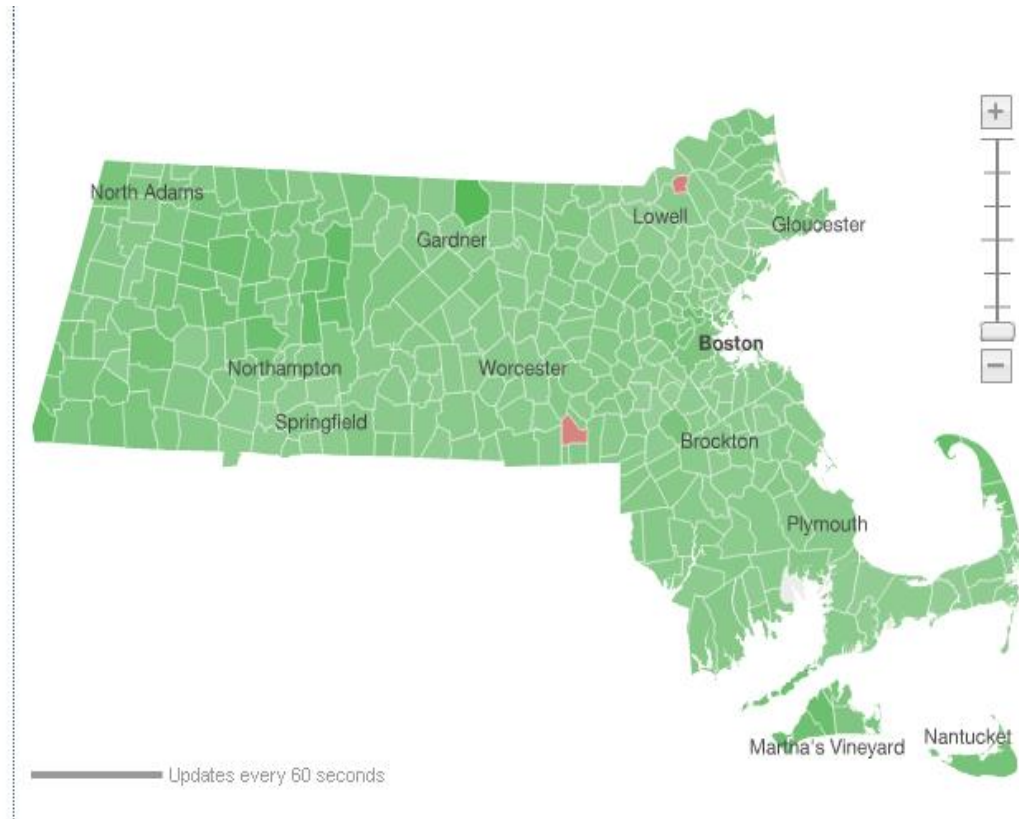 North Adams
Lowell
Gloucester
Gardner
Boston
Northampton
Worcester
Springfield
Brockton
Plymouth
Nantucket
Martha's Vineyard
Updates every 60 seconds